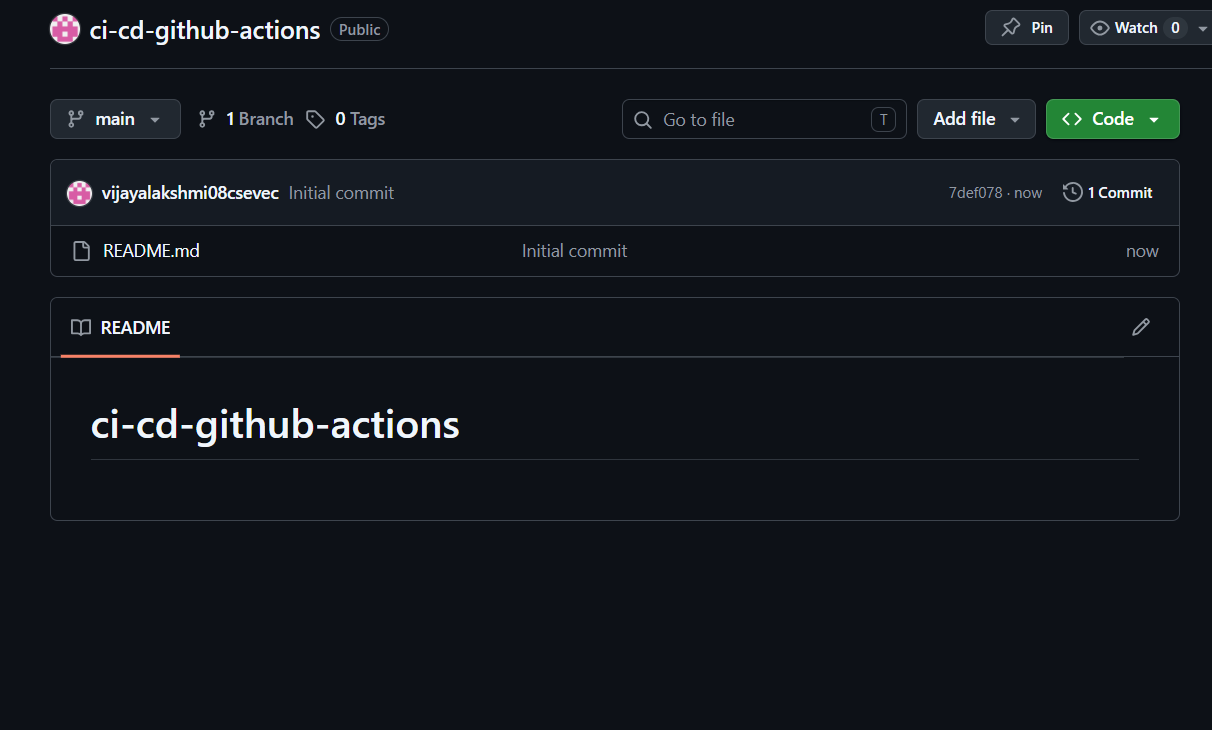 ci-cd-github-actions Public Pin Watch 0
main 1 Branch 0 Tags Go to file T Add file Code
vijayalakshmi08csevec Initial commit 7def078 · now 1 Commit
README.md Initial commit now
README
ci-cd-github-actions